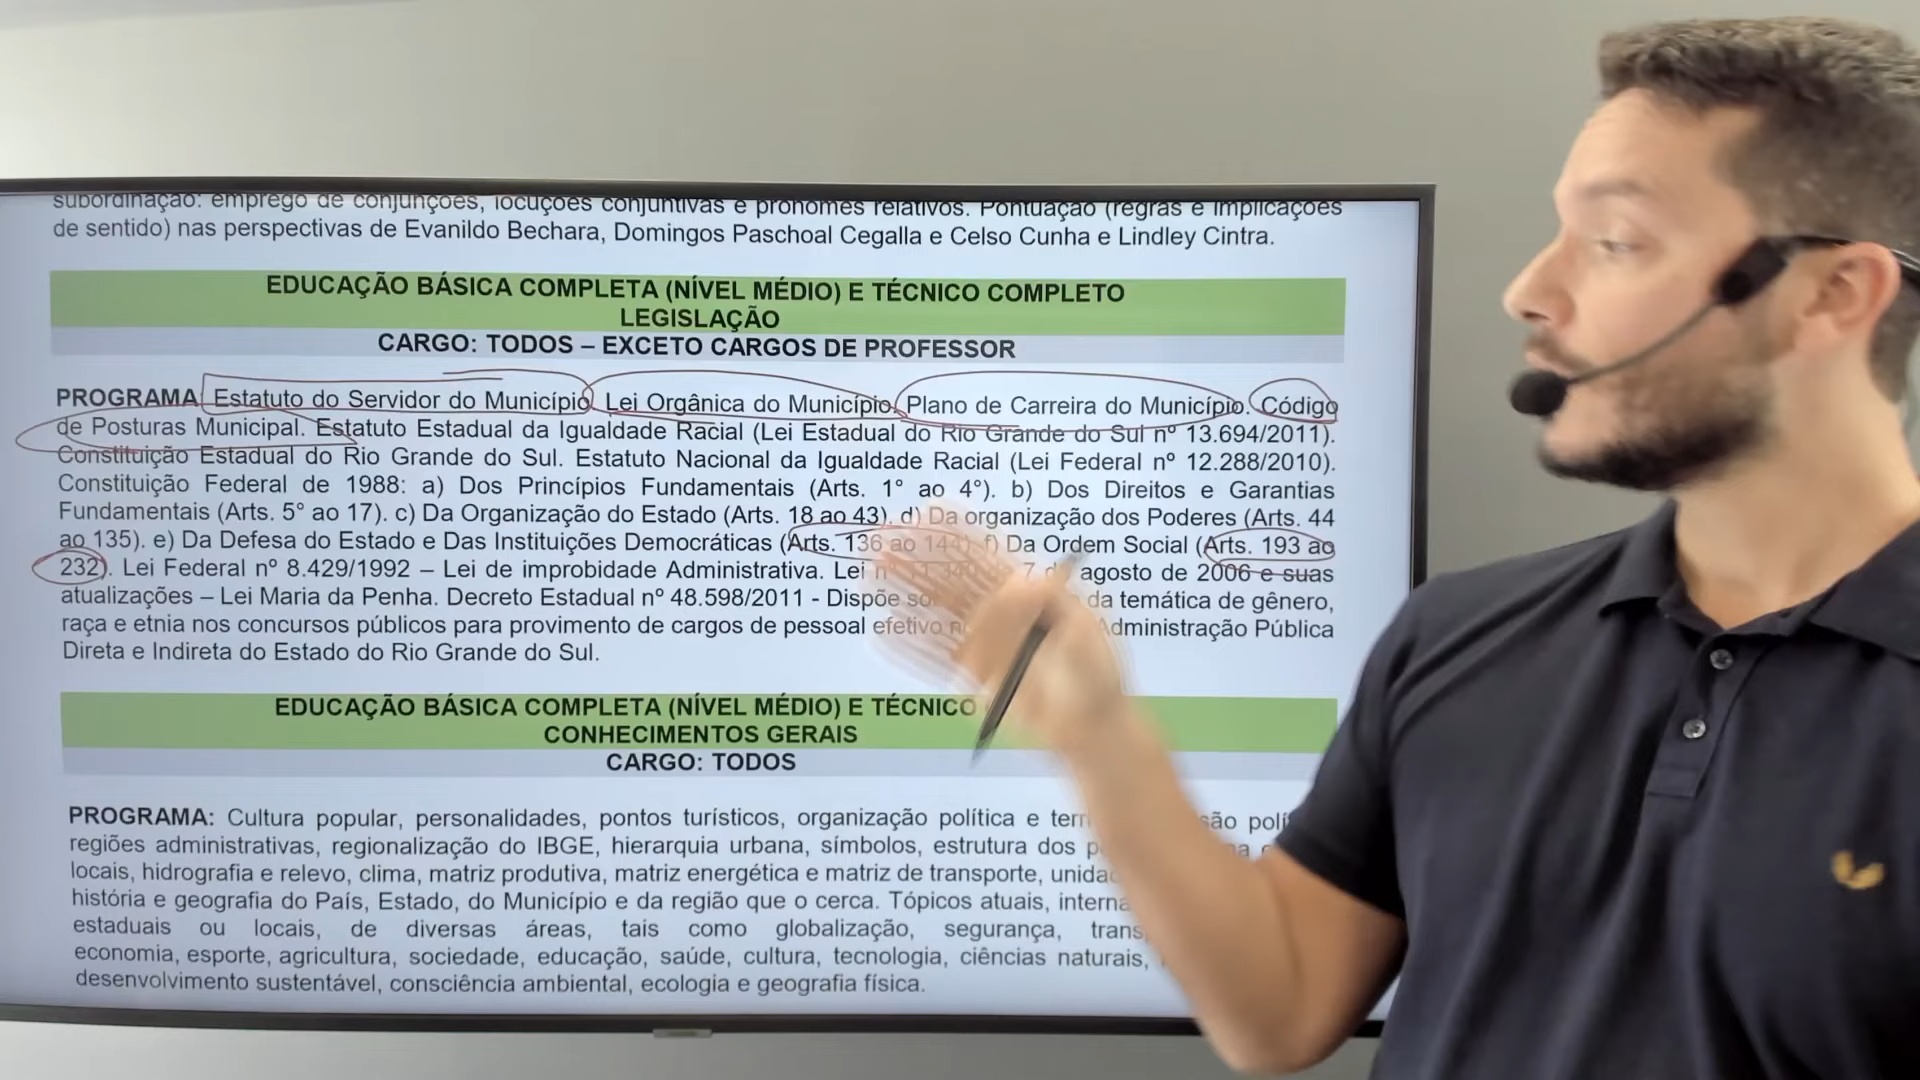 subordinação: emprego de conjunções, locuções conjuntivas e pronomes relativos. Pontuação (regras e implicações
de sentido) nas perspectivas de Evanildo Bechara, Domingos Paschoal Cegalla e Celso Cunha e Lindley Cintra.
EDUCAÇÃO BÁSICA COMPLETA (NÍVEL MÉDIO) E TÉCNICO COMPLETO
LEGISLAÇÃO
CARGO: TODOS – EXCETO CARGOS DE PROFESSOR
PROGRAMA Estatuto do Servidor do Município. Lei Orgânica do Município. Plano de Carreira do Município. Código
de Posturas Municipal. Estatuto Estadual da Igualdade Racial (Lei Estadual do Rio Grande do Sul nº 13.694/2011).
Constituição Estadual do Rio Grande do Sul. Estatuto Nacional da Igualdade Racial (Lei Federal nº 12.288/2010).
Constituição Federal de 1988: a) Dos Princípios Fundamentais (Arts. 1° ao 4°). b) Dos Direitos e Garantias
Fundamentais (Arts. 5° ao 17). c) Da Organização do Estado (Arts. 18 ao 43). d) Da organização dos Poderes (Arts. 44
ao 135). e) Da Defesa do Estado e Das Instituições Democráticas (Arts. 136 ao 144). f) Da Ordem Social (Arts. 193 ao
232). Lei Federal nº 8.429/1992 – Lei de improbidade Administrativa. Lei 7 agosto de 2006 e suas
atualizações – Lei Maria da Penha. Decreto Estadual nº 48.598/2011 - Dispõe da temática de gênero,
raça e etnia nos concursos públicos para provimento de cargos de pessoal efetivo Administração Pública
Direta e Indireta do Estado do Rio Grande do Sul.
EDUCAÇÃO BÁSICA COMPLETA (NÍVEL MÉDIO) E TÉCNICO
CONHECIMENTOS GERAIS
CARGO: TODOS
PROGRAMA: Cultura popular, personalidades, pontos turísticos, organização política e
regiões administrativas, regionalização do IBGE, hierarquia urbana, símbolos, estrutura dos
locais, hidrografia e relevo, clima, matriz produtiva, matriz energética e matriz de transporte,
história e geografia do País, Estado, do Município e da região que o cerca. Tópicos atuais,
estaduais ou locais, de diversas áreas, tais como globalização, segurança,
economia, esporte, agricultura, sociedade, educação, saúde, cultura, tecnologia, ciências naturais,
desenvolvimento sustentável, consciência ambiental, ecologia e geografia física.